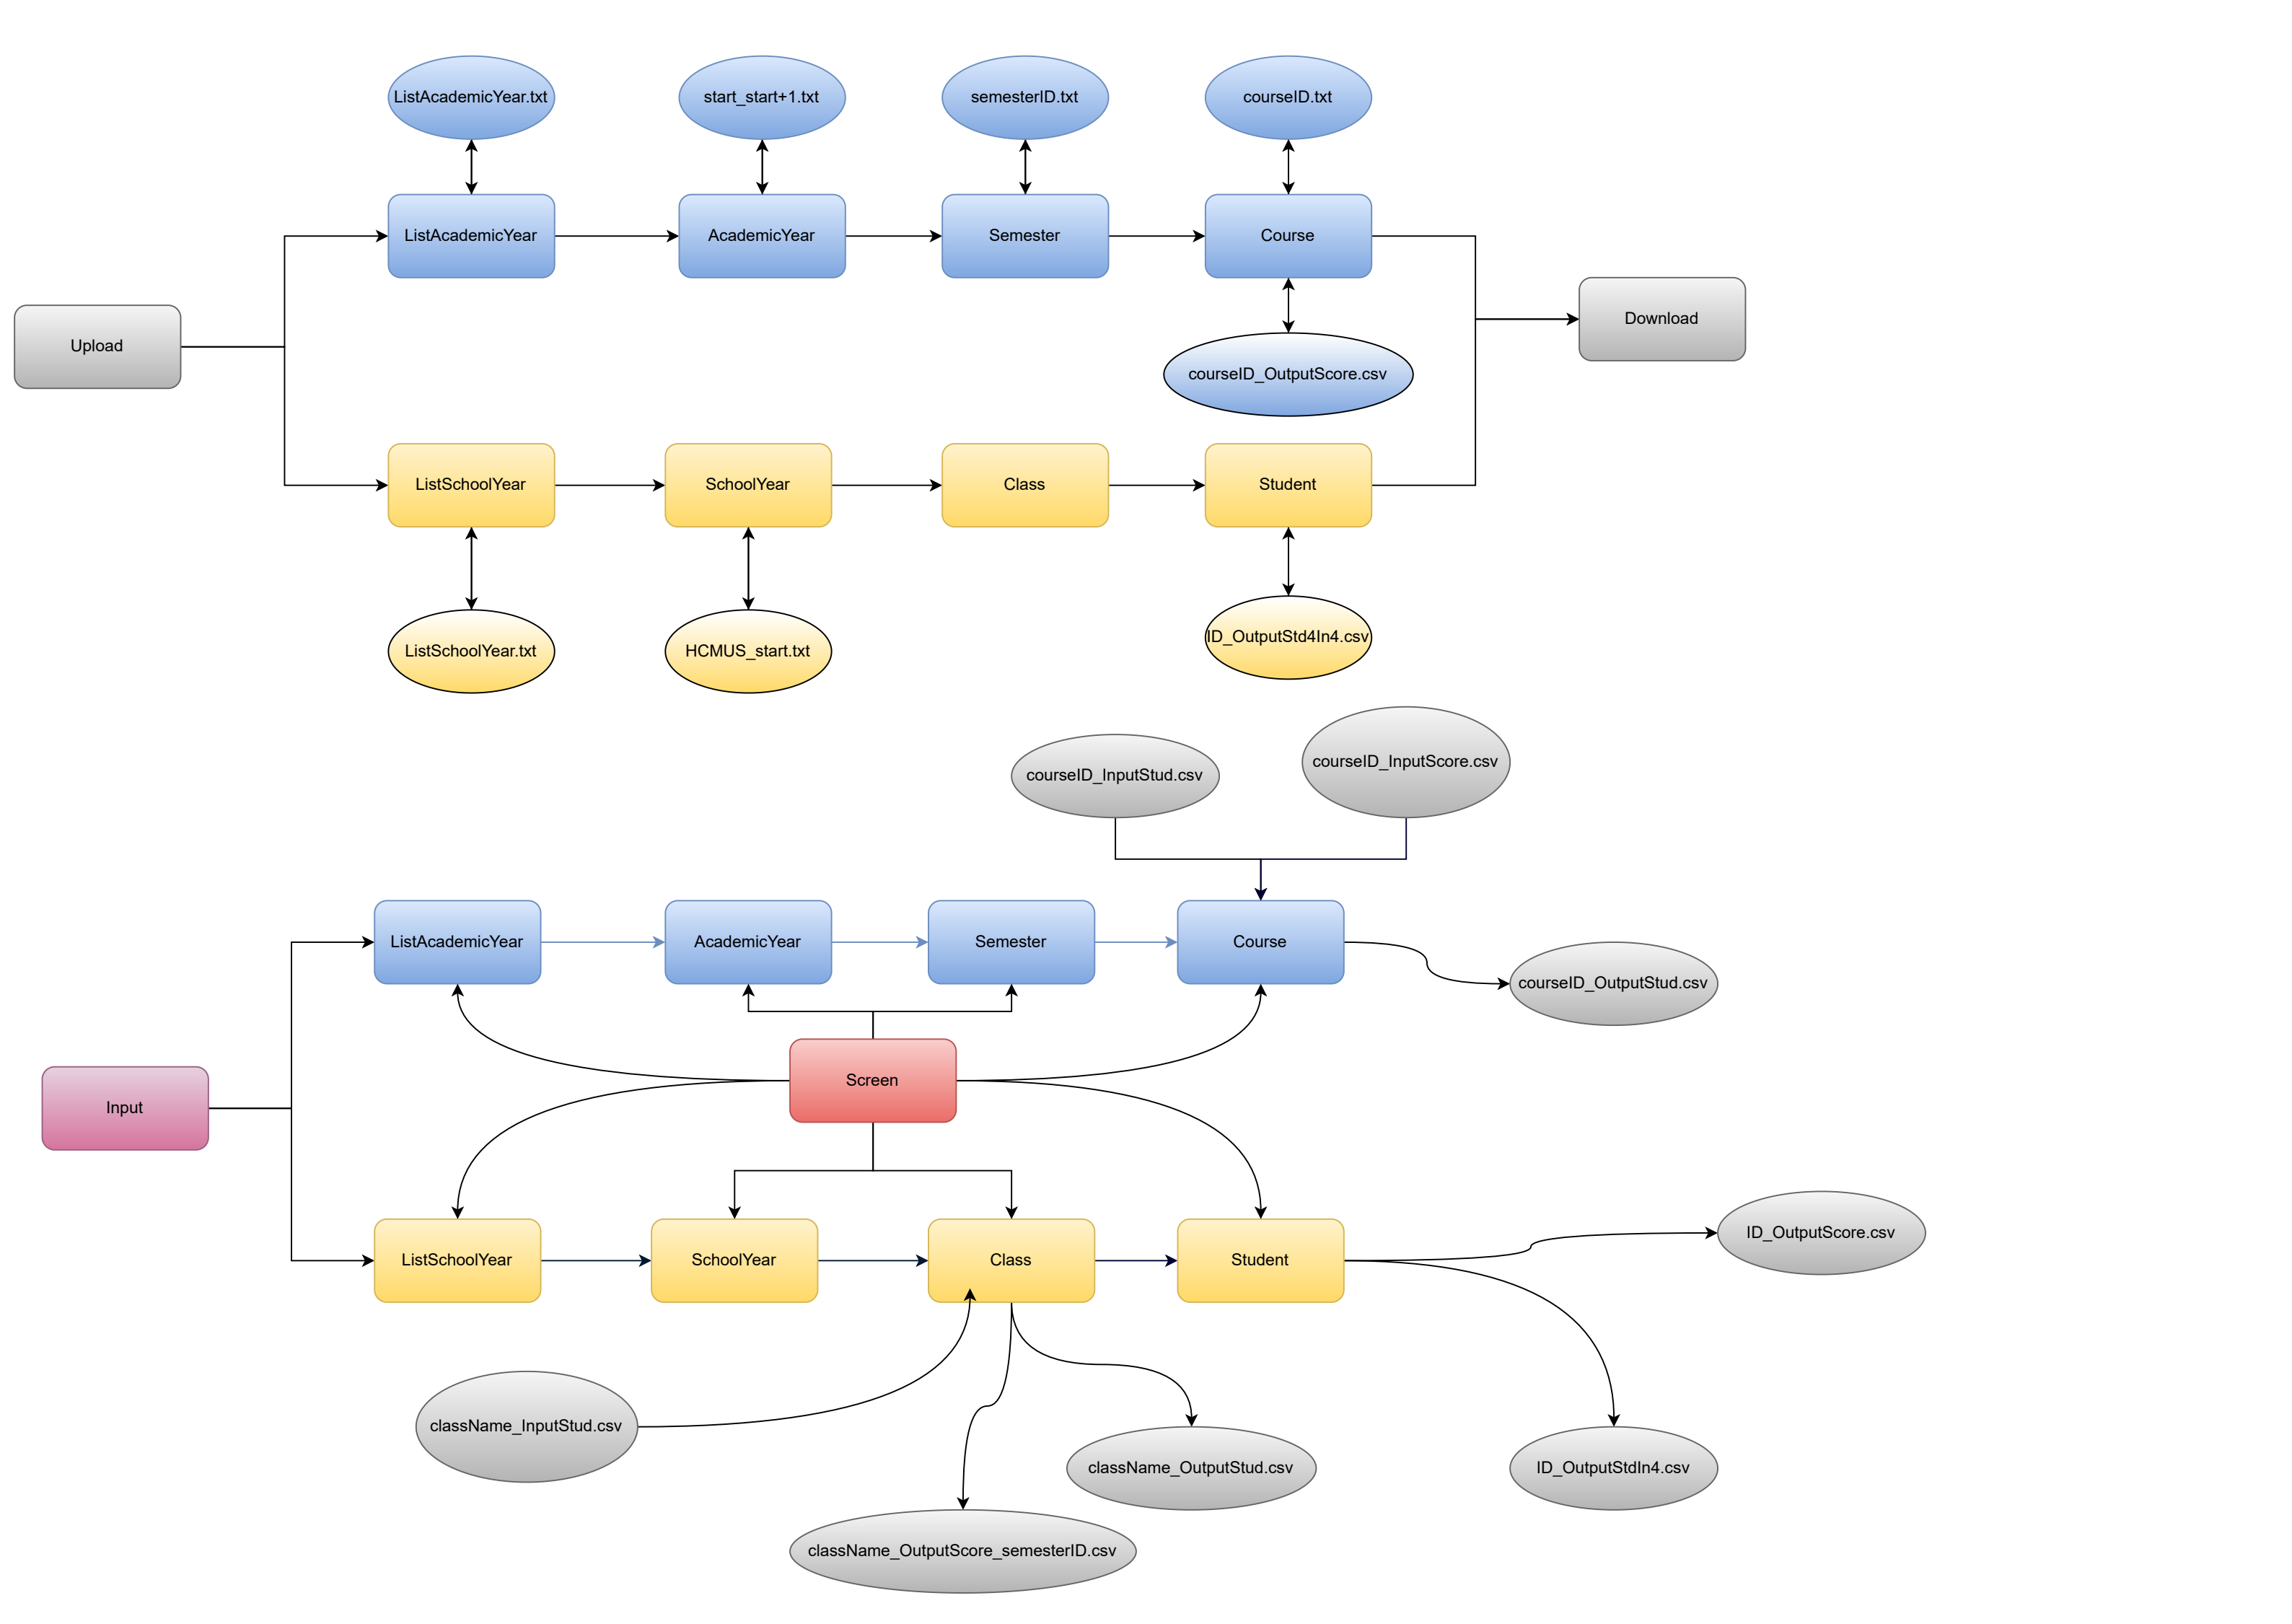 ListAcademicYear.txt
start_start+1.txt
semesterID.txt
courseID.txt
ListAcademicYear
AcademicYear
Semester
Course
Upload
Download
courseID_OutputScore.csv
ListSchoolYear
SchoolYear
Class
Student
ListSchoolYear.txt
HCMUS_start.txt
ID_OutputStd4In4.csv
courseID_InputStud.csv
courseID_InputScore.csv
ListAcademicYear
AcademicYear
Semester
Course
courseID_OutputStud.csv
Screen
Input
ListSchoolYear
SchoolYear
Class
Student
ID_OutputScore.csv
className_InputStud.csv
className_OutputStud.csv
ID_OutputStdIn4.csv
className_OutputScore_semesterID.csv